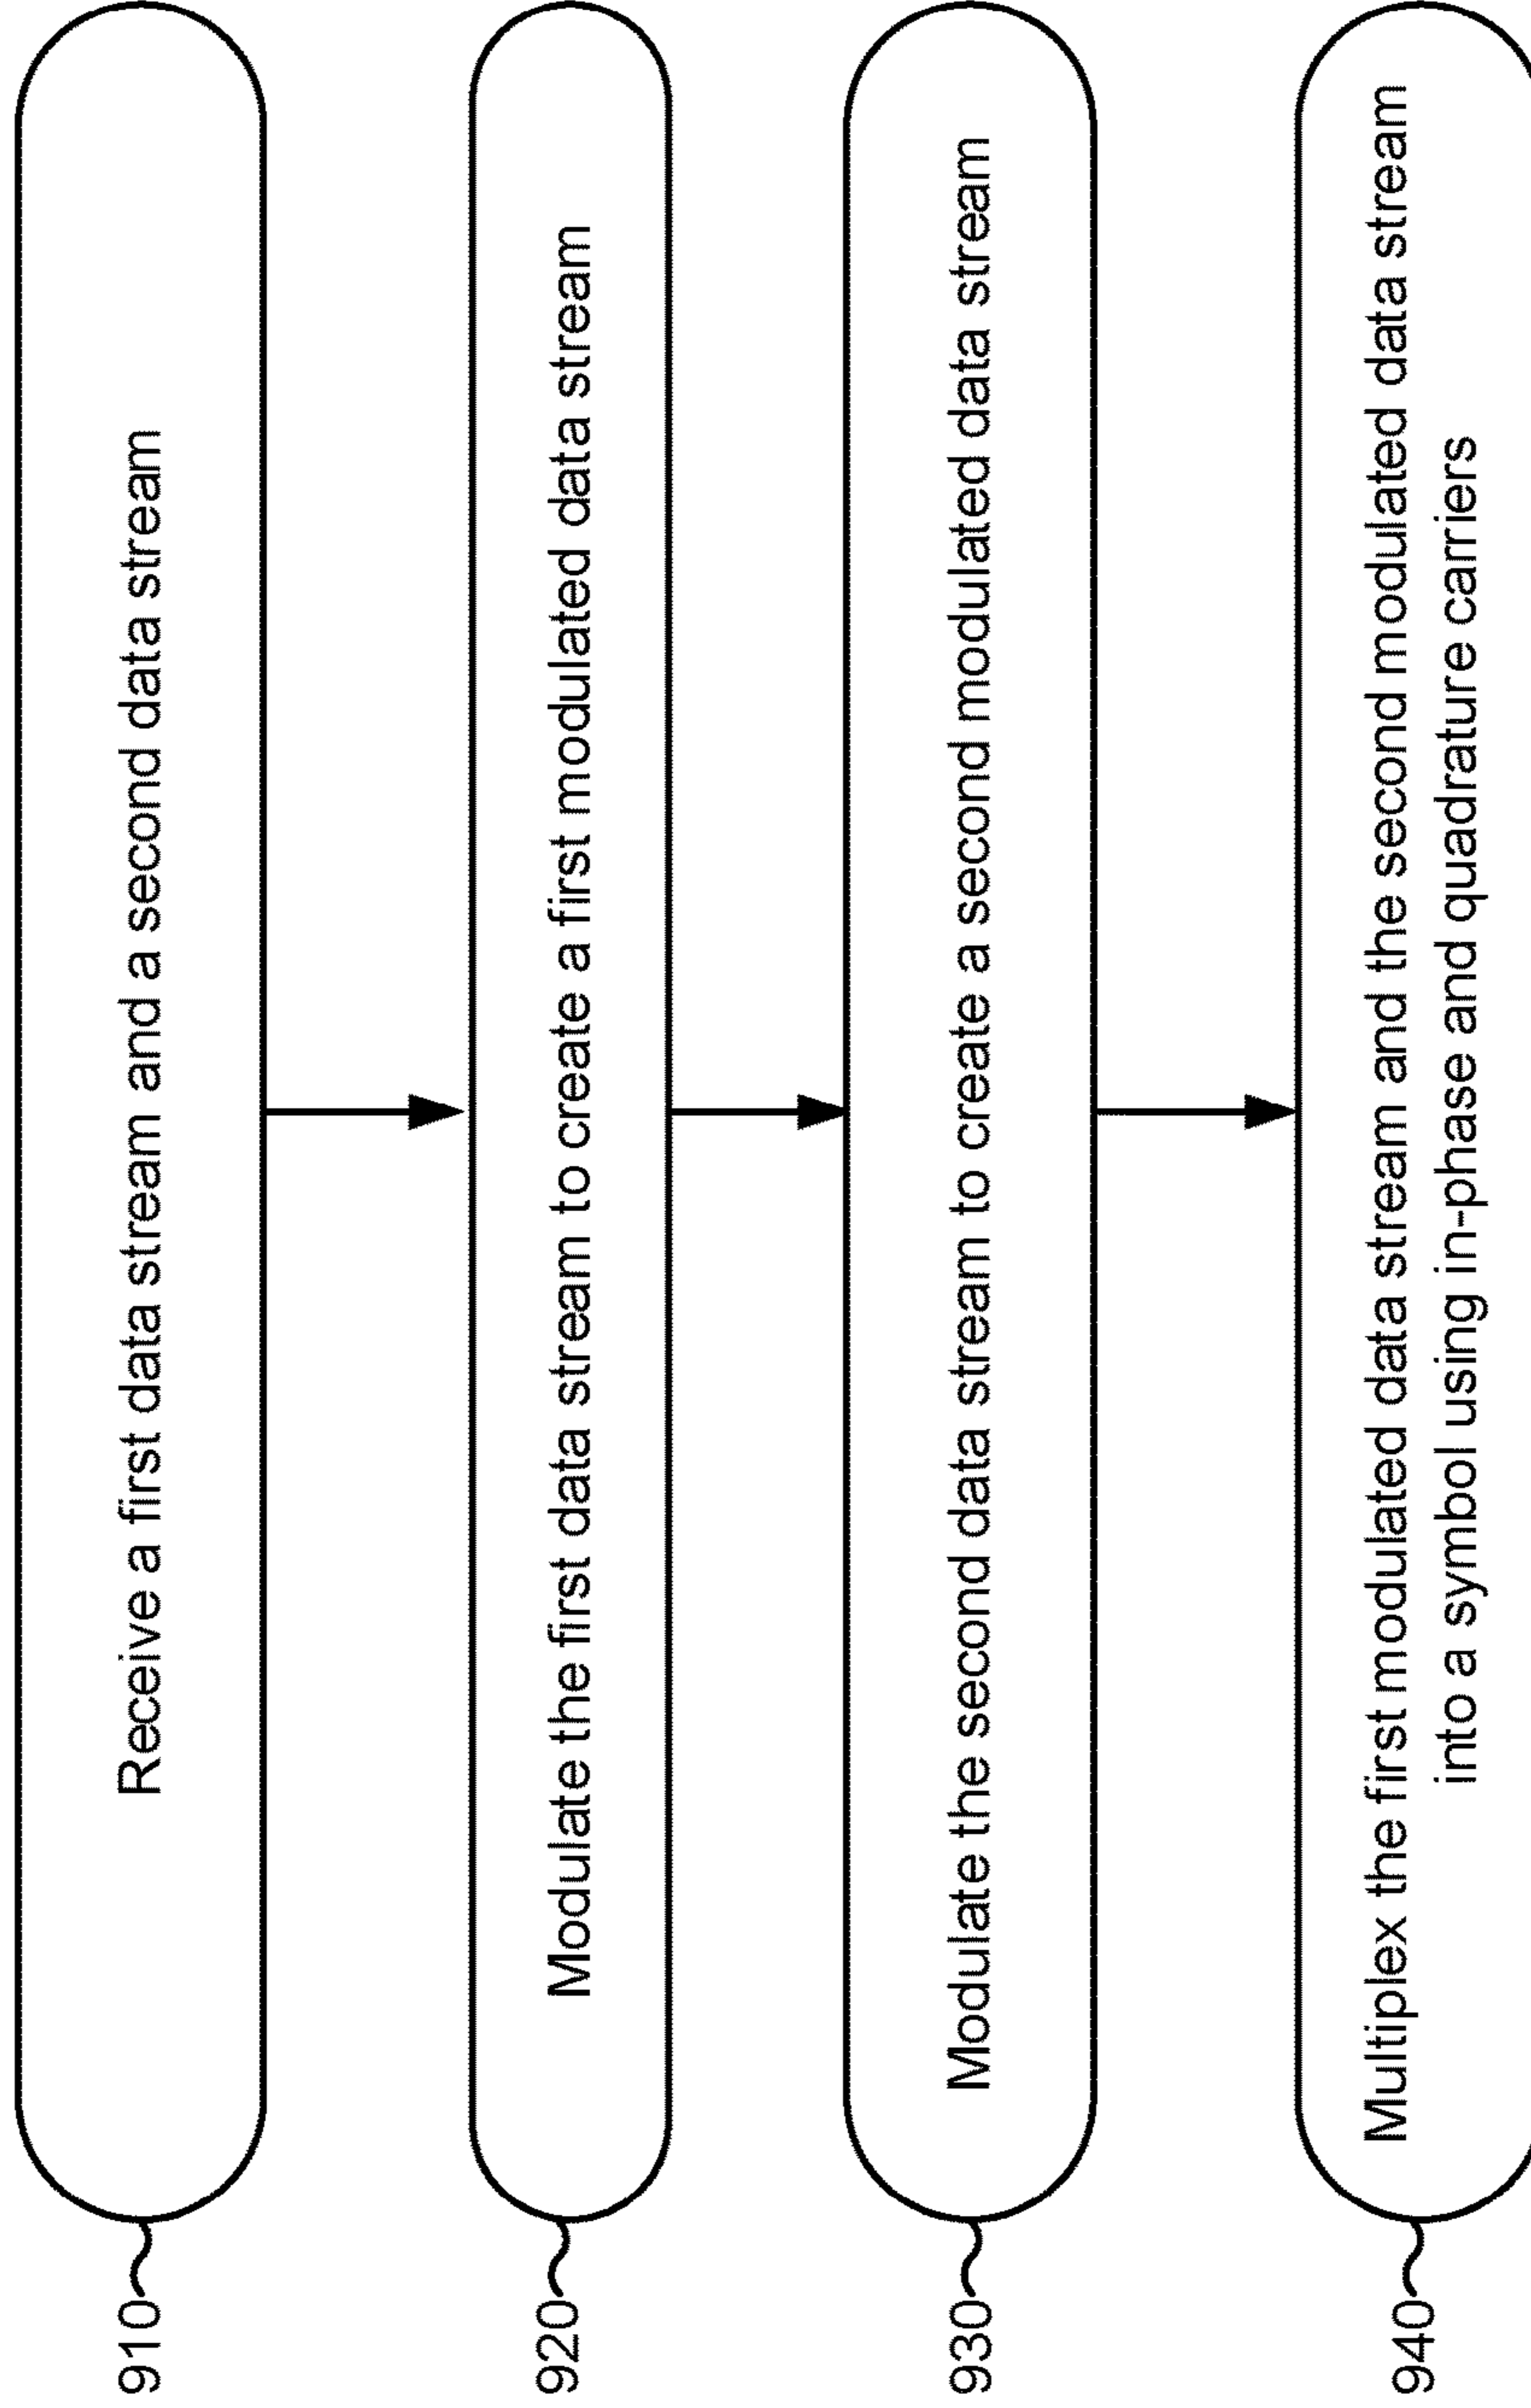 910
Receive a first data stream and a second data stream
920
Modulate the first data stream to create a first modulated data stream
930
Modulate the second data stream to create a second modulated data stream
940
Multiplex the first modulated data stream and the second modulated data stream
into a symbol using in-phase and quadrature carriers